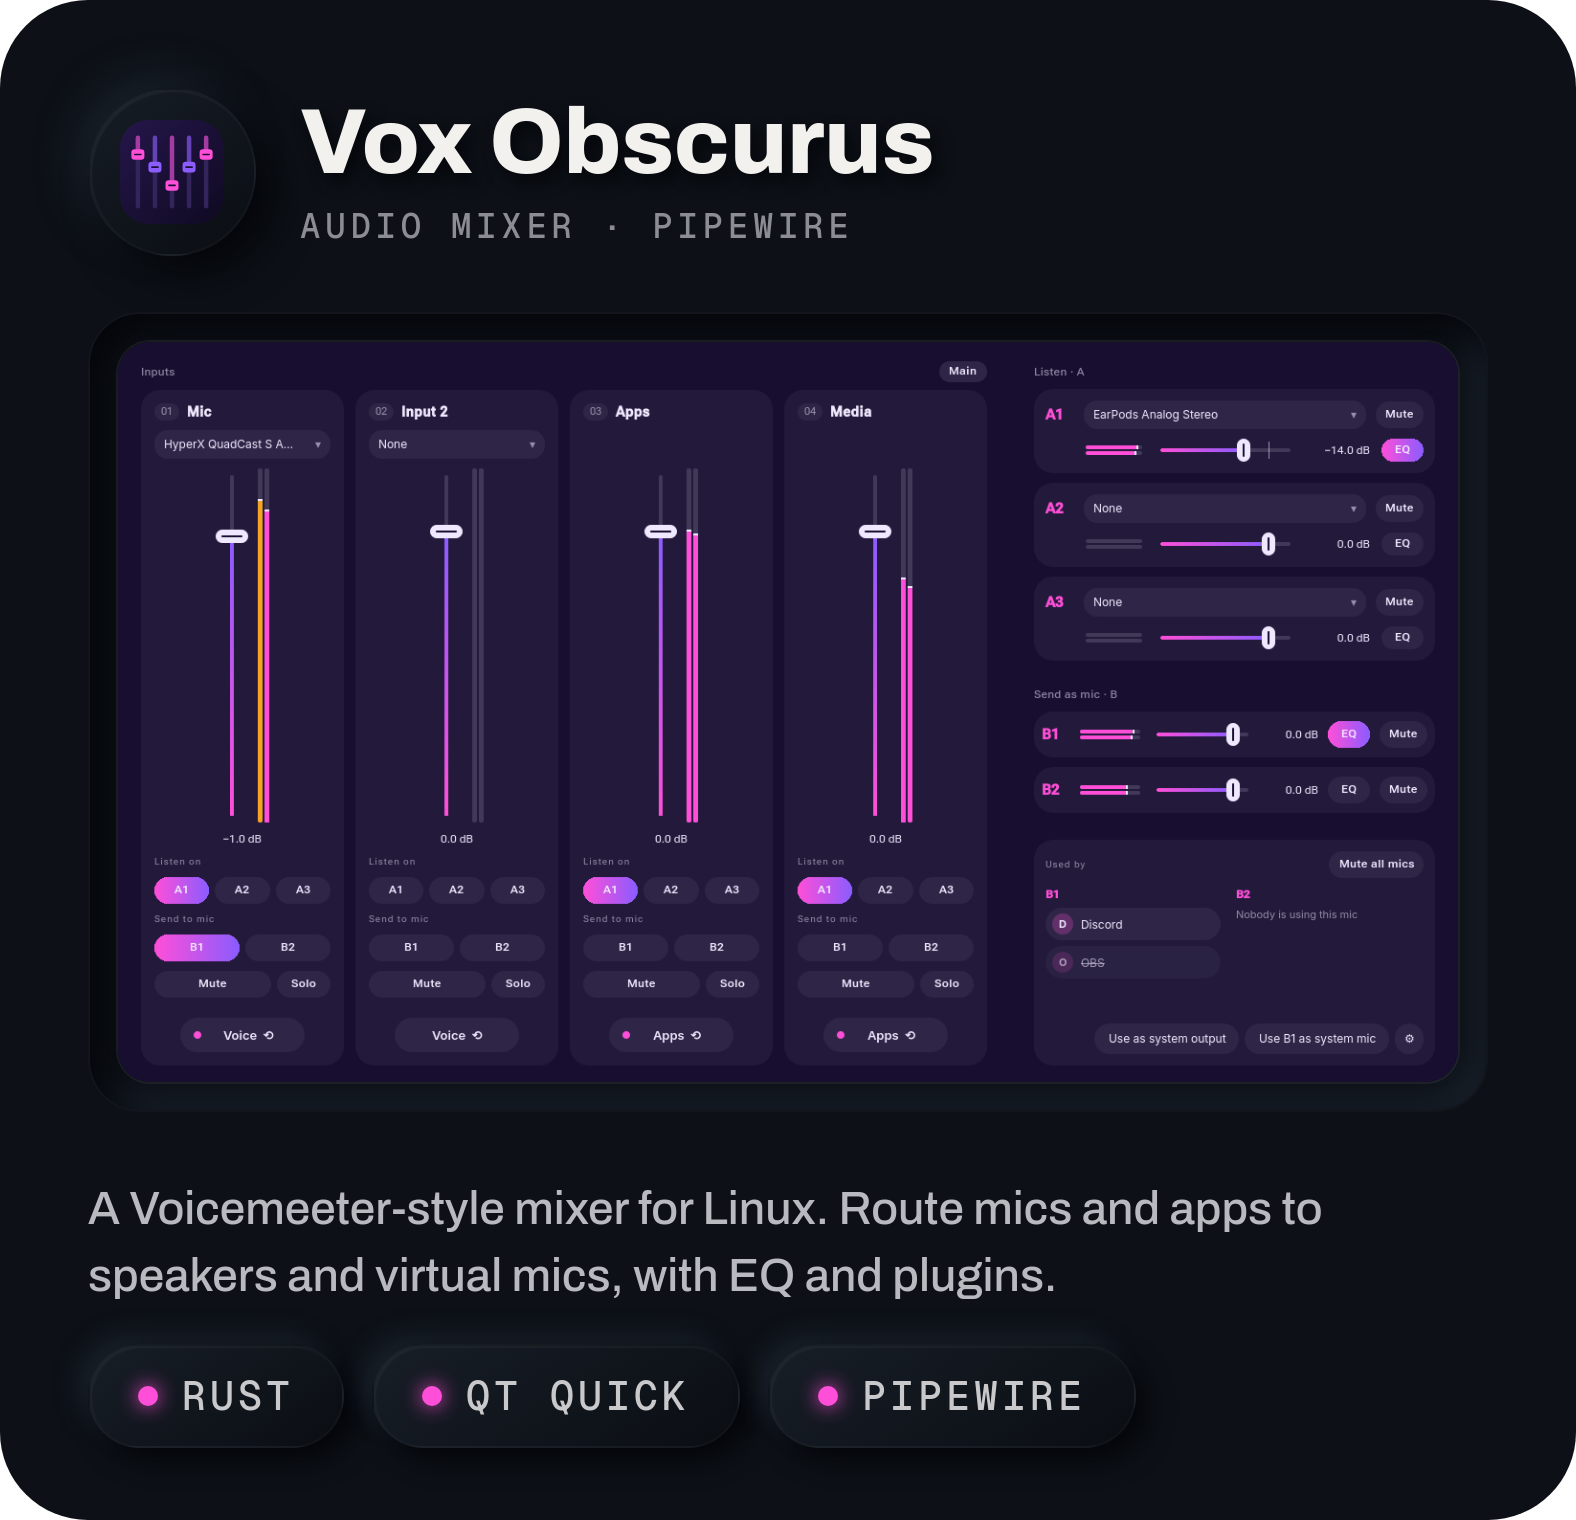 Vox Obscurus
AUDIO MIXER · PIPEWIRE
Inputs
Main
01 Mic
HyperX QuadCast S A...
−1.0 dB
Listen on
A1 A2 A3
Send to mic
B1 B2
Mute Solo
Voice
02 Input 2
None
0.0 dB
Listen on
A1 A2 A3
Send to mic
B1 B2
Mute Solo
Voice
03 Apps
0.0 dB
Listen on
A1 A2 A3
Send to mic
B1 B2
Mute Solo
Apps
04 Media
0.0 dB
Listen on
A1 A2 A3
Send to mic
B1 B2
Mute Solo
Apps
Listen · A
A1 EarPods Analog Stereo Mute
−14.0 dB EQ
A2 None Mute
0.0 dB EQ
A3 None Mute
0.0 dB EQ
Send as mic · B
B1 0.0 dB EQ Mute
B2 0.0 dB EQ Mute
Used by Mute all mics
B1
D Discord
O OBS
B2
Nobody is using this mic
Use as system output Use B1 as system mic
A Voicemeeter-style mixer for Linux. Route mics and apps to
speakers and virtual mics, with EQ and plugins.
RUST QT QUICK PIPEWIRE